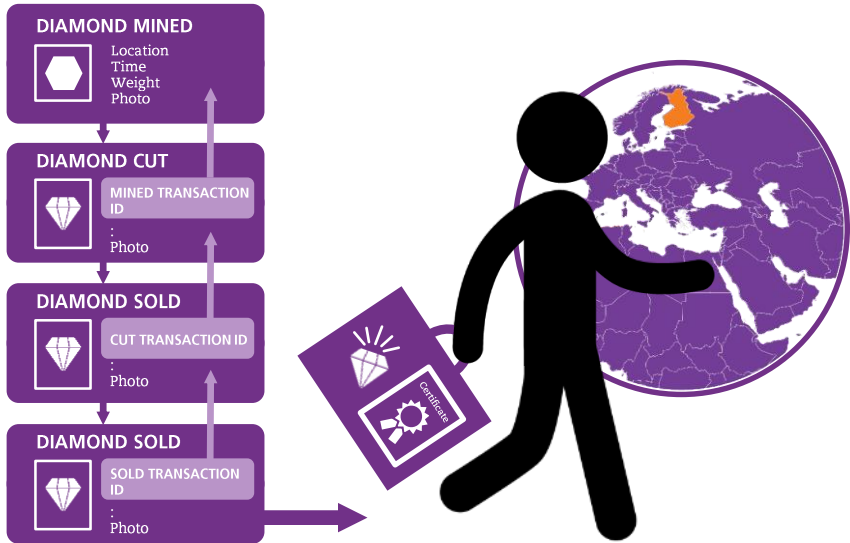 DIAMOND MINED
Location
Time
Weight
Photo
DIAMOND CUT
MINED TRANSACTION
ID
:
Photo
DIAMOND SOLD
CUT TRANSACTION ID
:
Photo
DIAMOND SOLD
SOLD TRANSACTION
ID
:
Photo
Certificate